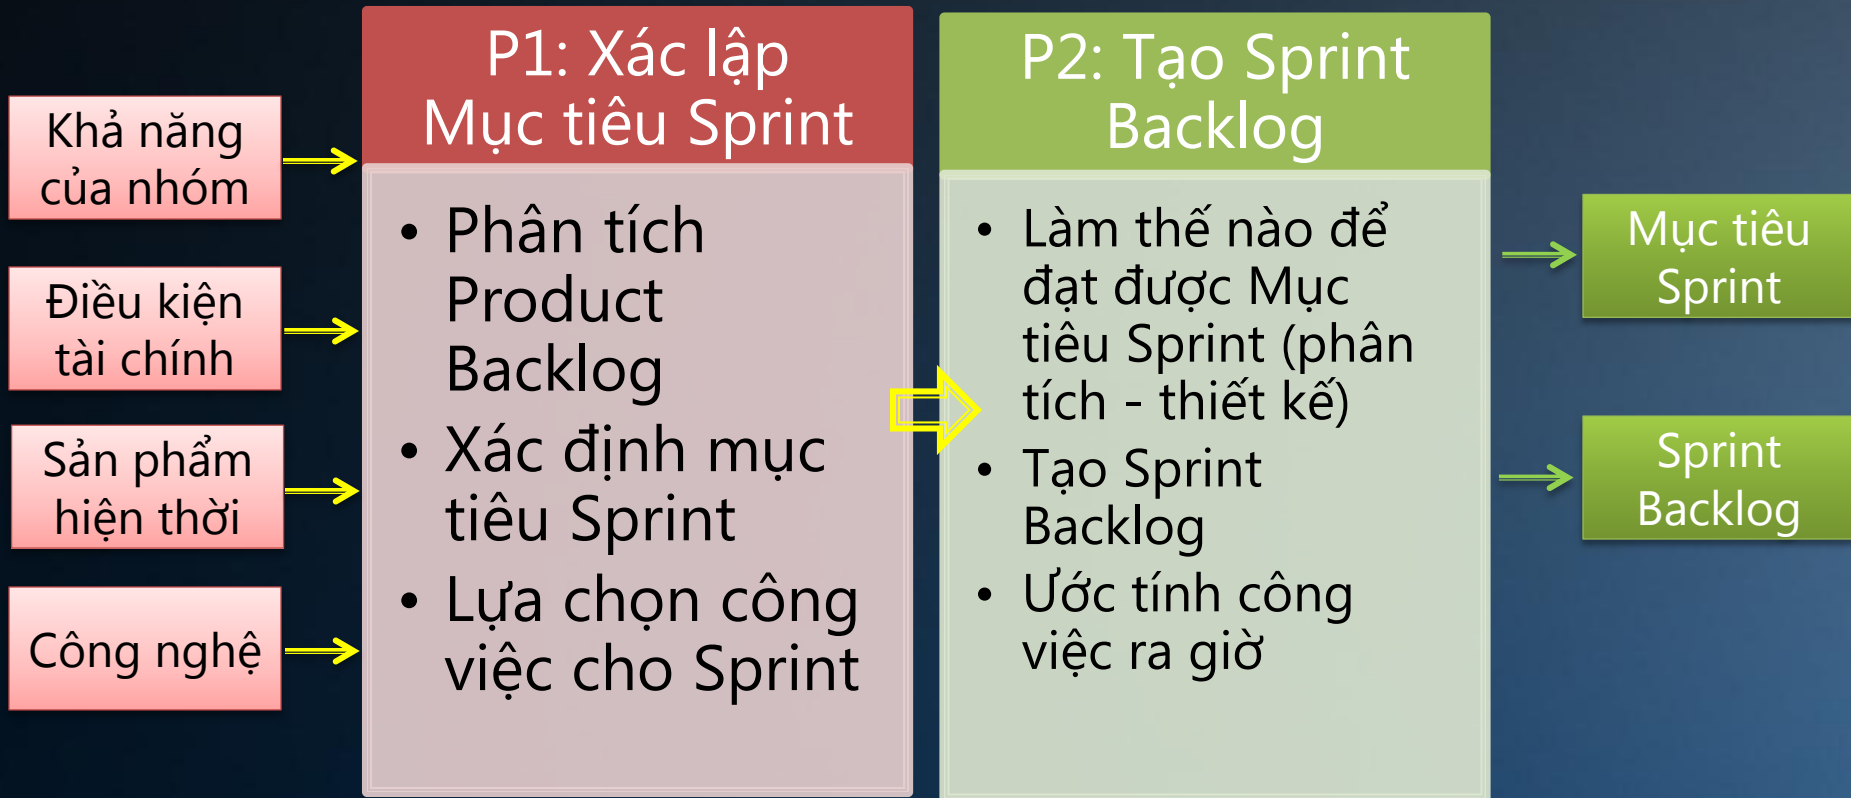 Khả năng
của nhóm
Điều kiện
tài chính
Sản phẩm
hiện thời
Công nghệ
P1: Xác lập
Mục tiêu Sprint
• Phân tích
Product
Backlog
• Xác định mục
tiêu Sprint
• Lựa chọn công
việc cho Sprint
P2: Tạo Sprint
Backlog
• Làm thế nào để
đạt được Mục
tiêu Sprint (phân
tích - thiết kế)
• Tạo Sprint
Backlog
• Ước tính công
việc ra giờ
Mục tiêu
Sprint
Sprint
Backlog